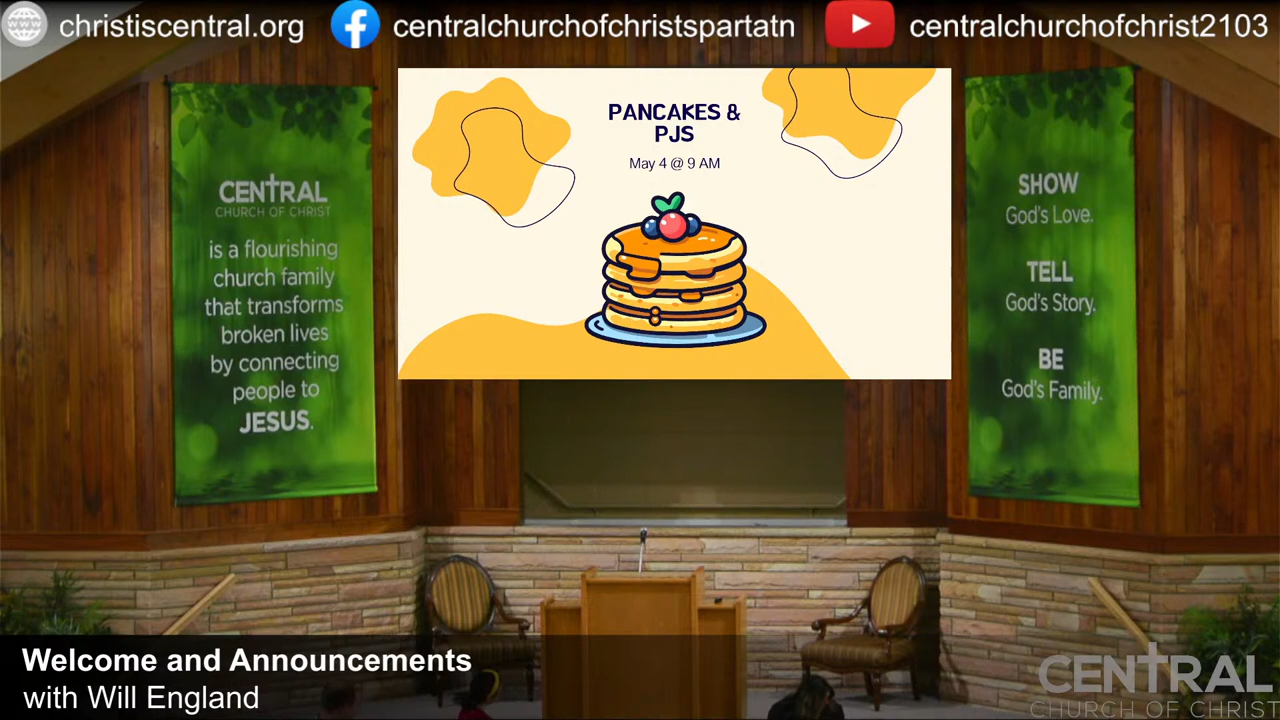 christiscentral.org
centralchurchofchristspartatn
centralchurchofchrist2103
CENTRAL
CHURCH OF CHRIST
is a flourishing
church family
that transforms
broken lives
by connecting
people to
JESUS.
PANCAKES &
PJS
May 4 @ 9 AM
SHOW
God's Love.
TELL
God's Story.
BE
God's Family.
Welcome and Announcements
with Will England
CENTRAL
CHURCH OF CHRIST